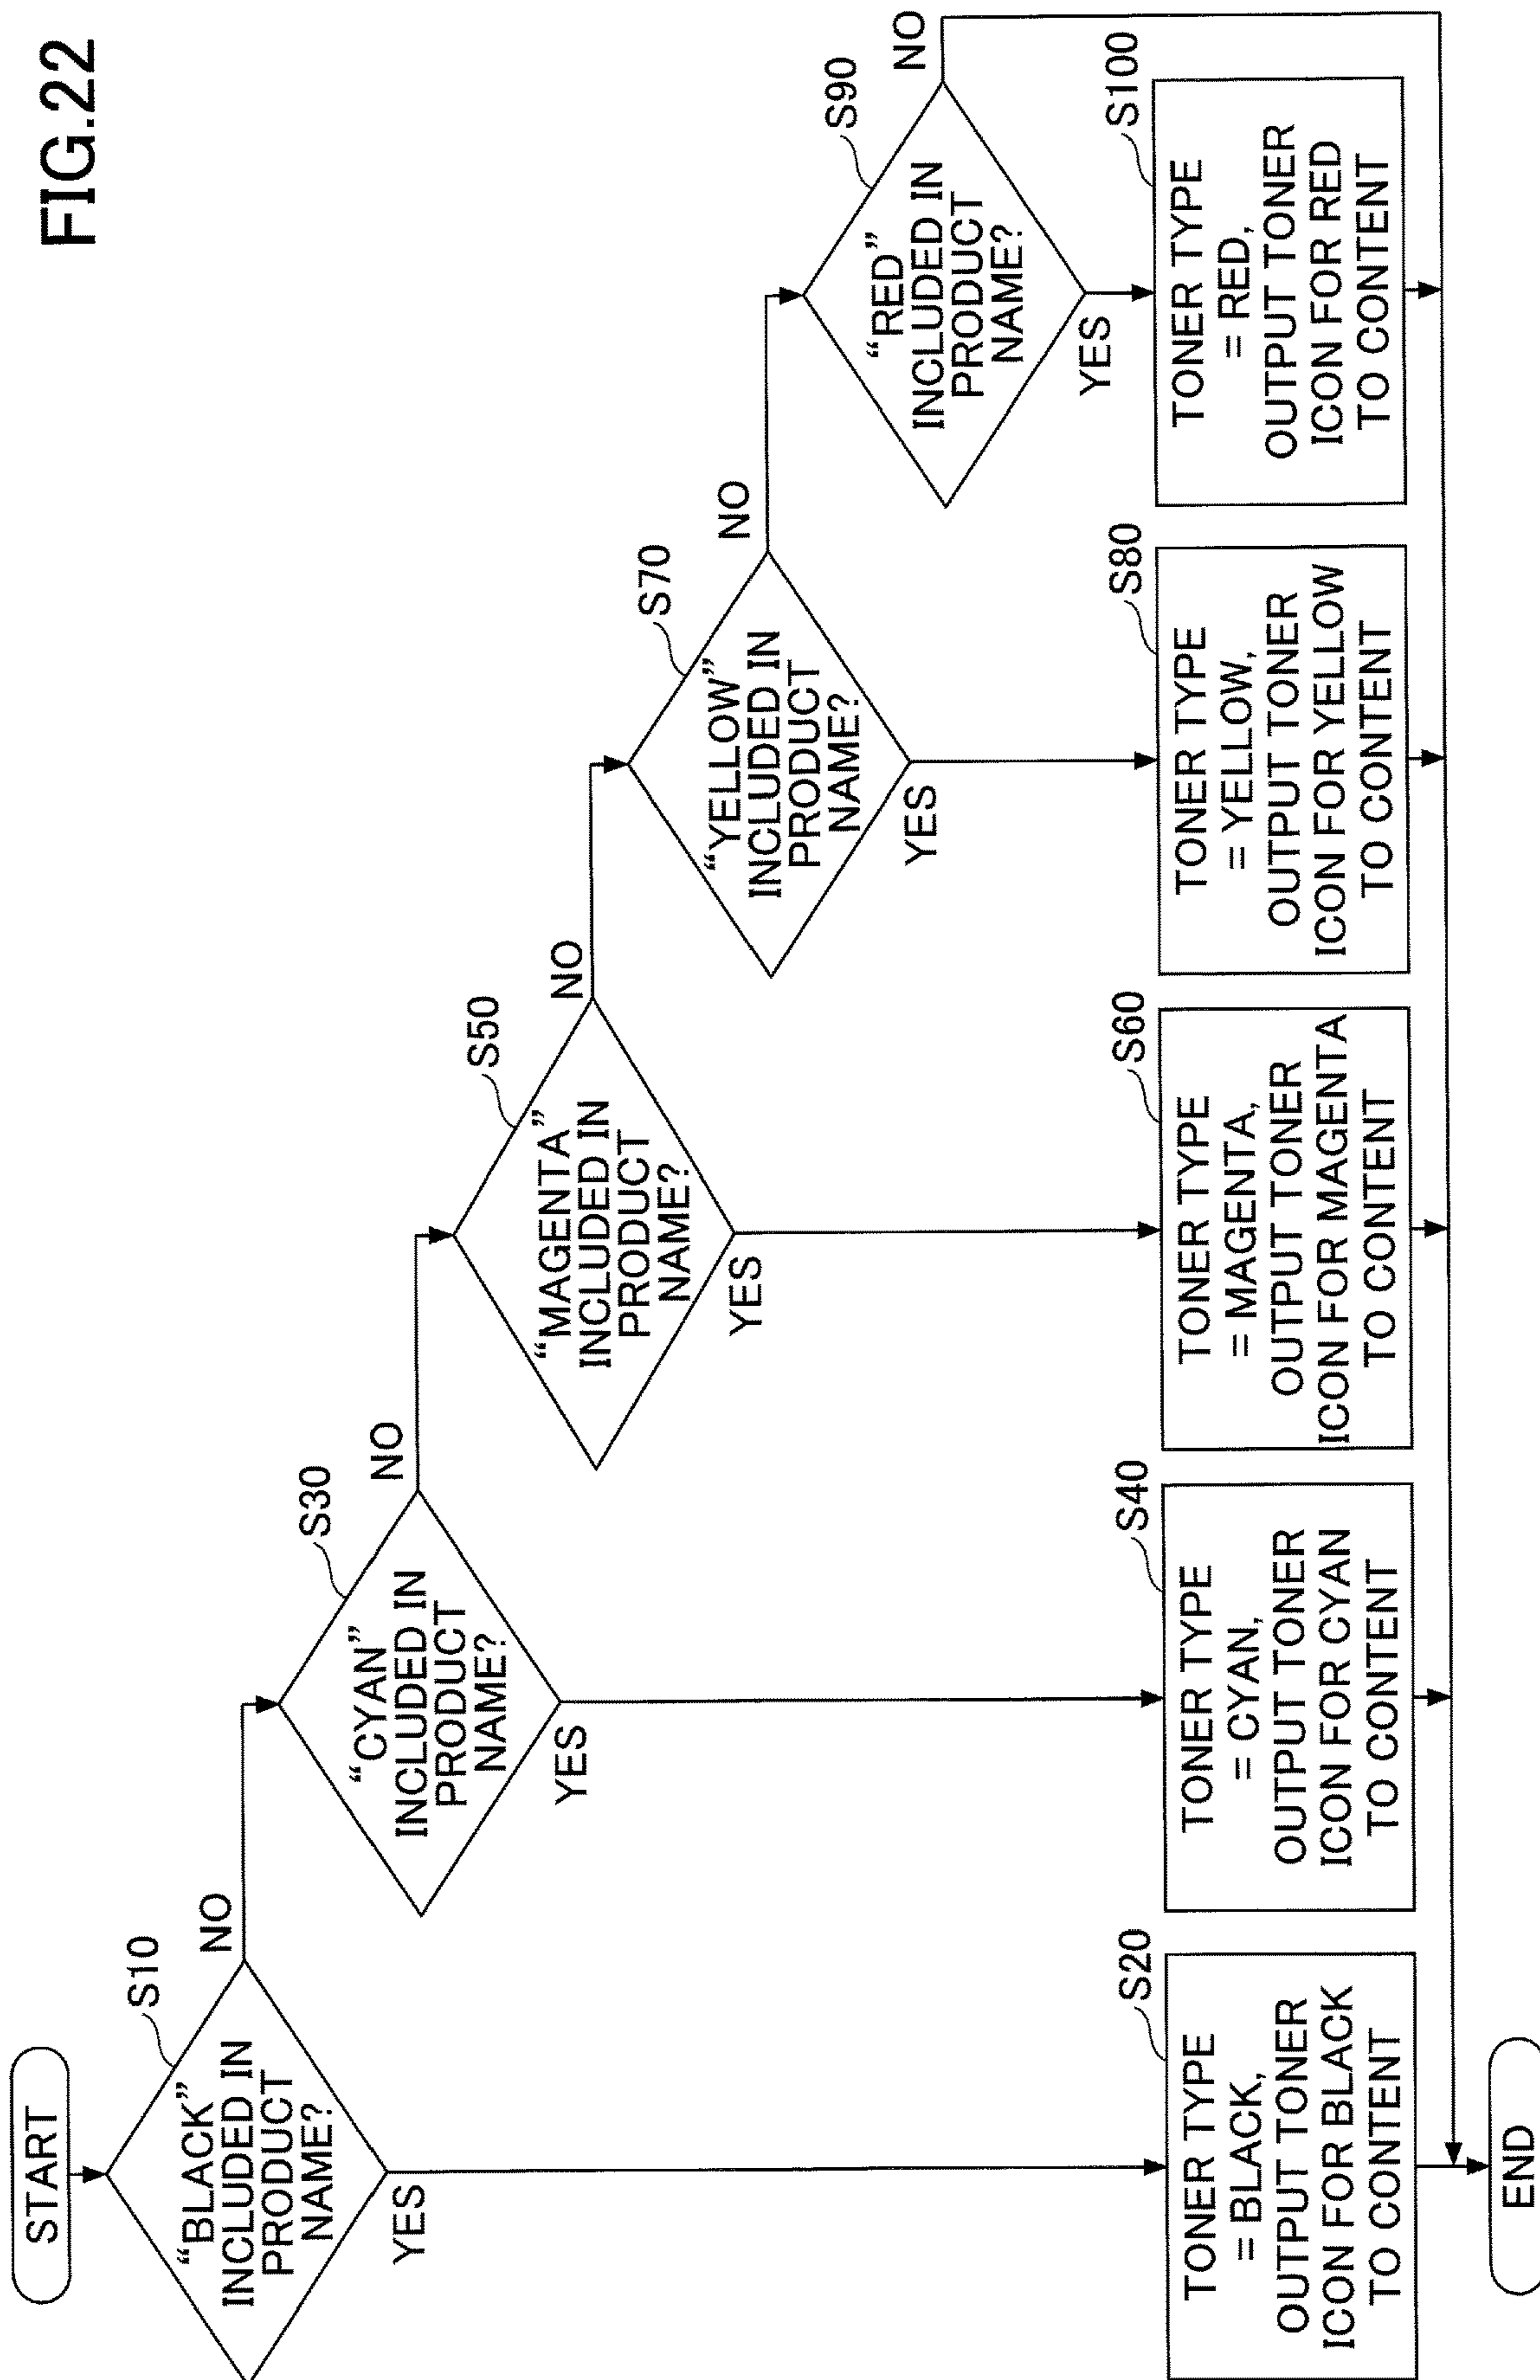 FIG.22
START
S10
“BLACK”
INCLUDED IN
PRODUCT
NAME?
NO
YES
S30
“CYAN”
INCLUDED IN
PRODUCT
NAME?
NO
YES
S50
“MAGENTA”
INCLUDED IN
PRODUCT
NAME?
NO
YES
S70
“YELLOW”
INCLUDED IN
PRODUCT
NAME?
NO
YES
S90
“RED”
INCLUDED IN
PRODUCT
NAME?
NO
YES
S20
TONER TYPE
= BLACK,
OUTPUT TONER
ICON FOR BLACK
TO CONTENT
S40
TONER TYPE
= CYAN,
OUTPUT TONER
ICON FOR CYAN
TO CONTENT
S60
TONER TYPE
= MAGENTA,
OUTPUT TONER
ICON FOR MAGENTA
TO CONTENT
S80
TONER TYPE
= YELLOW,
OUTPUT TONER
ICON FOR YELLOW
TO CONTENT
S100
TONER TYPE
= RED,
OUTPUT TONER
ICON FOR RED
TO CONTENT
END